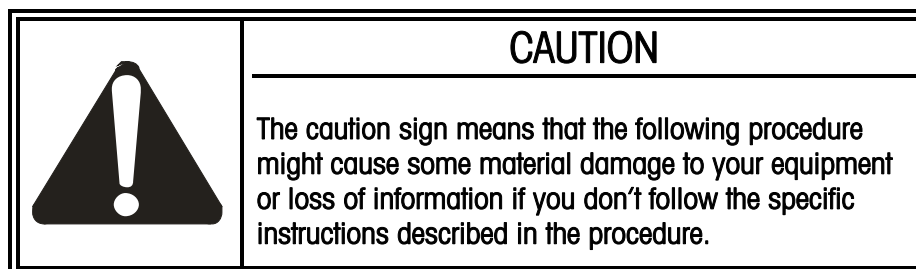 CAUTION
The caution sign means that the following procedure
might cause some material damage to your equipment
or loss of information if you don't follow the specific
instructions described in the procedure.